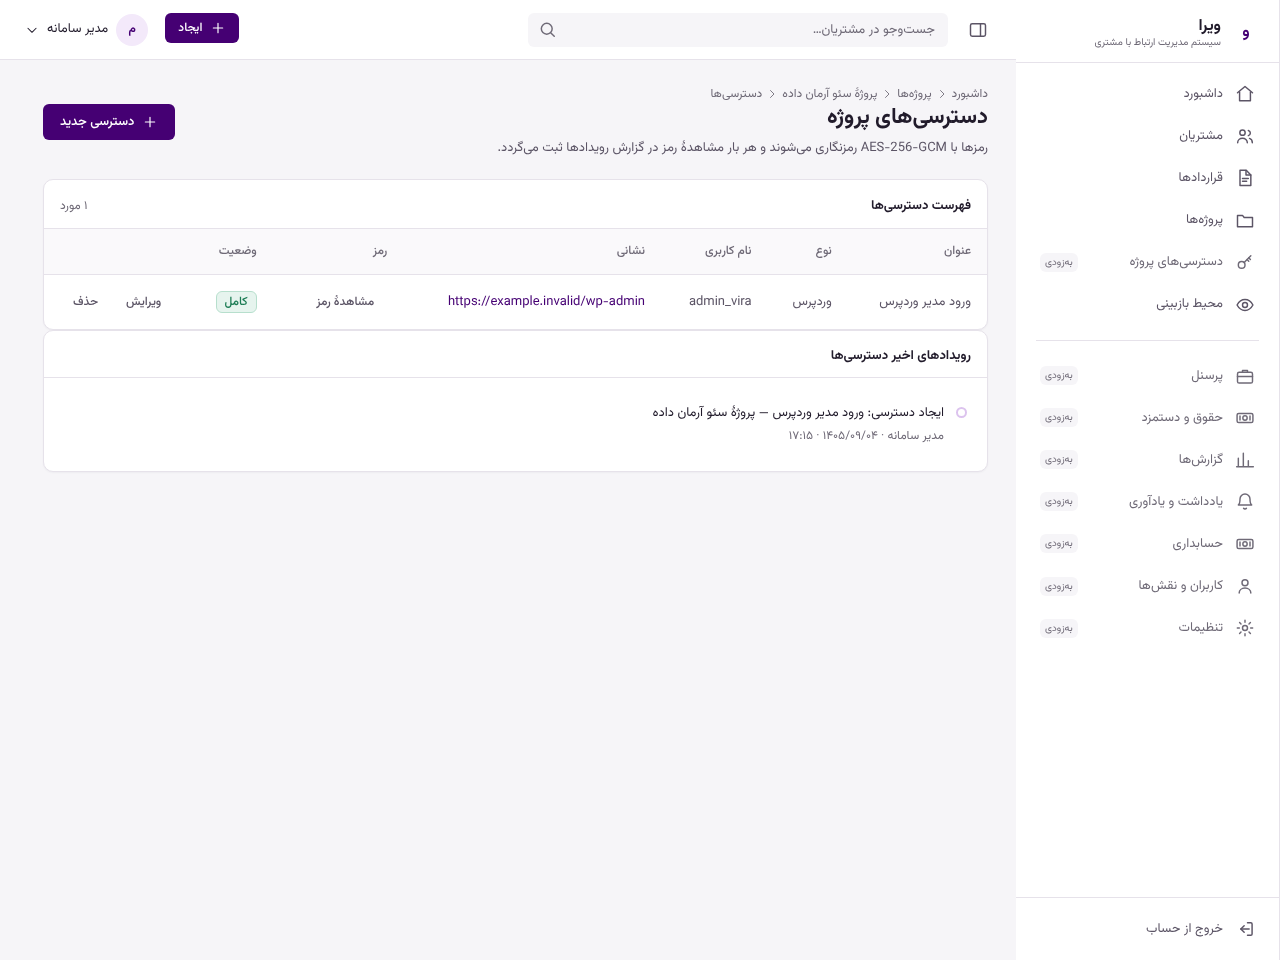 و
ویرا
سیستم مدیریت ارتباط با مشتری
داشبورد
مشتریان
قراردادها
پروژه‌ها
دسترسی‌های پروژه
به‌زودی
محیط بازبینی
پرسنل
به‌زودی
حقوق و دستمزد
به‌زودی
گزارش‌ها
به‌زودی
یادداشت و یادآوری
به‌زودی
حسابداری
به‌زودی
کاربران و نقش‌ها
به‌زودی
تنظیمات
به‌زودی
خروج از حساب
جست‌وجو در مشتریان...
ایجاد
م
مدیر سامانه
داشبورد
پروژه‌ها
پروژهٔ سئو آرمان داده
دسترسی‌ها
دسترسی‌های پروژه
رمزها با AES-256-GCM رمزنگاری می‌شوند و هر بار مشاهدهٔ رمز در گزارش رویدادها ثبت می‌گردد.
دسترسی جدید
فهرست دسترسی‌ها
۱ مورد
عنوان نوع نام کاربری نشانی رمز وضعیت
ورود مدیر وردپرس وردپرس admin_vira https://example.invalid/wp-admin مشاهدهٔ رمز کامل ویرایش حذف
رویدادهای اخیر دسترسی‌ها
ایجاد دسترسی: ورود مدیر وردپرس — پروژهٔ سئو آرمان داده
مدیر سامانه · ۱۴۰۵/۰۹/۰۴ · ۱۷:۱۵